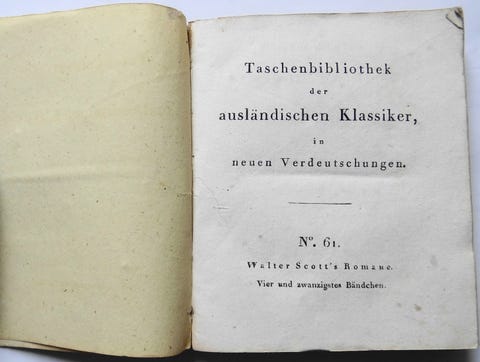 Taschenbibliothek
der
ausländischen Klassiker,
in
neuen Verdeutschungen.
Nº. 61.
Walter Scott's Romane.
Vier und zwanzigstes Bändchen.